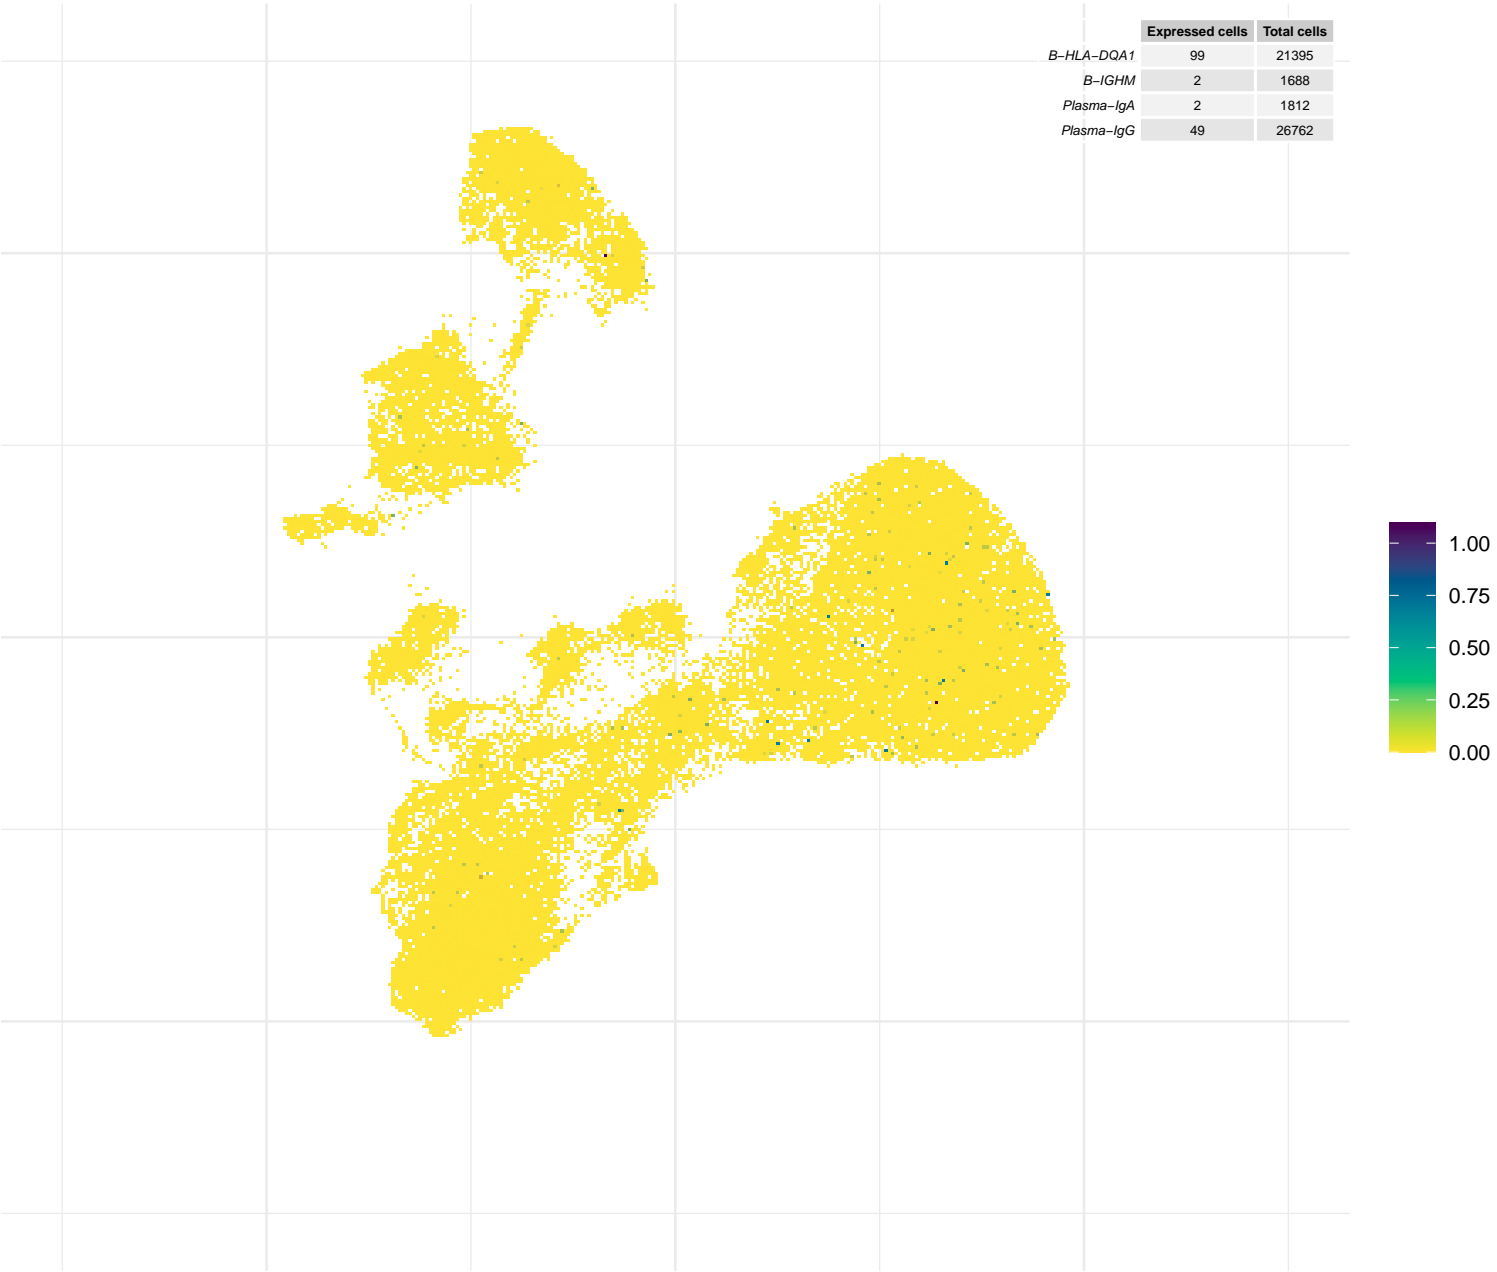 Expressed cells Total cells
B−HLA−DQA1 99 21395
B−IGHM 2 1688
Plasma−IgA 2 1812
Plasma−IgG 49 26762
1.00
0.75
0.50
0.25
0.00